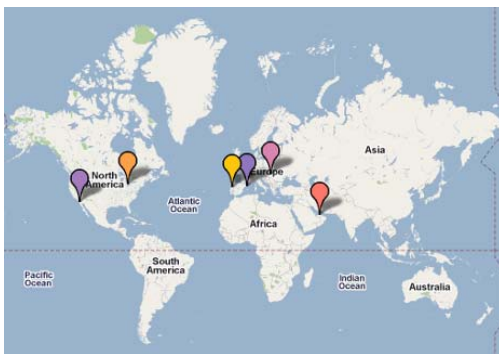 Asia
North
America
Europe
Atlantic
Ocean
Africa
South
America
Pacific
Ocean
Indian
Ocean
Australia